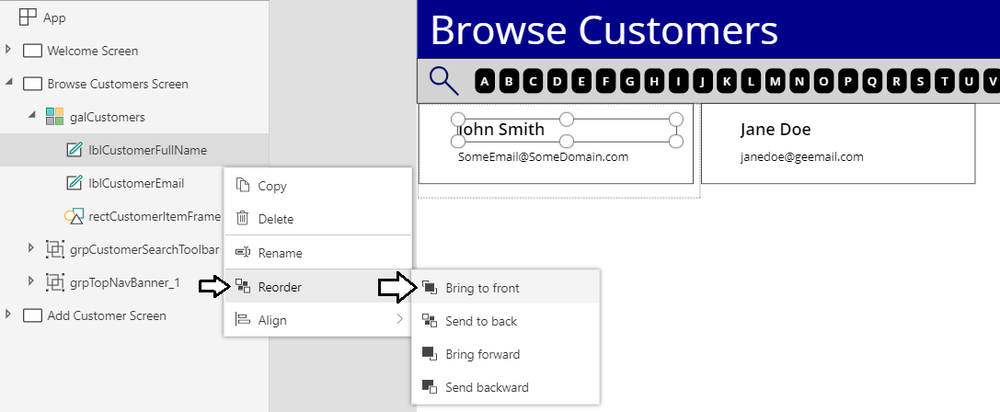 App
Welcome Screen
Browse Customers Screen
galCustomers
lblCustomerFullName
lblCustomerEmail
rectCustomerItemFrame
grpCustomerSearchToolbar
grpTopNavBanner_1
Add Customer Screen
Copy
Delete
Rename
Reorder
Align
Bring to front
Send to back
Bring forward
Send backward
Browse Customers
A B C D E F G H I J K L M N O P Q R S T U V
John Smith
SomeEmail@SomeDomain.com
Jane Doe
janedoe@geemail.com